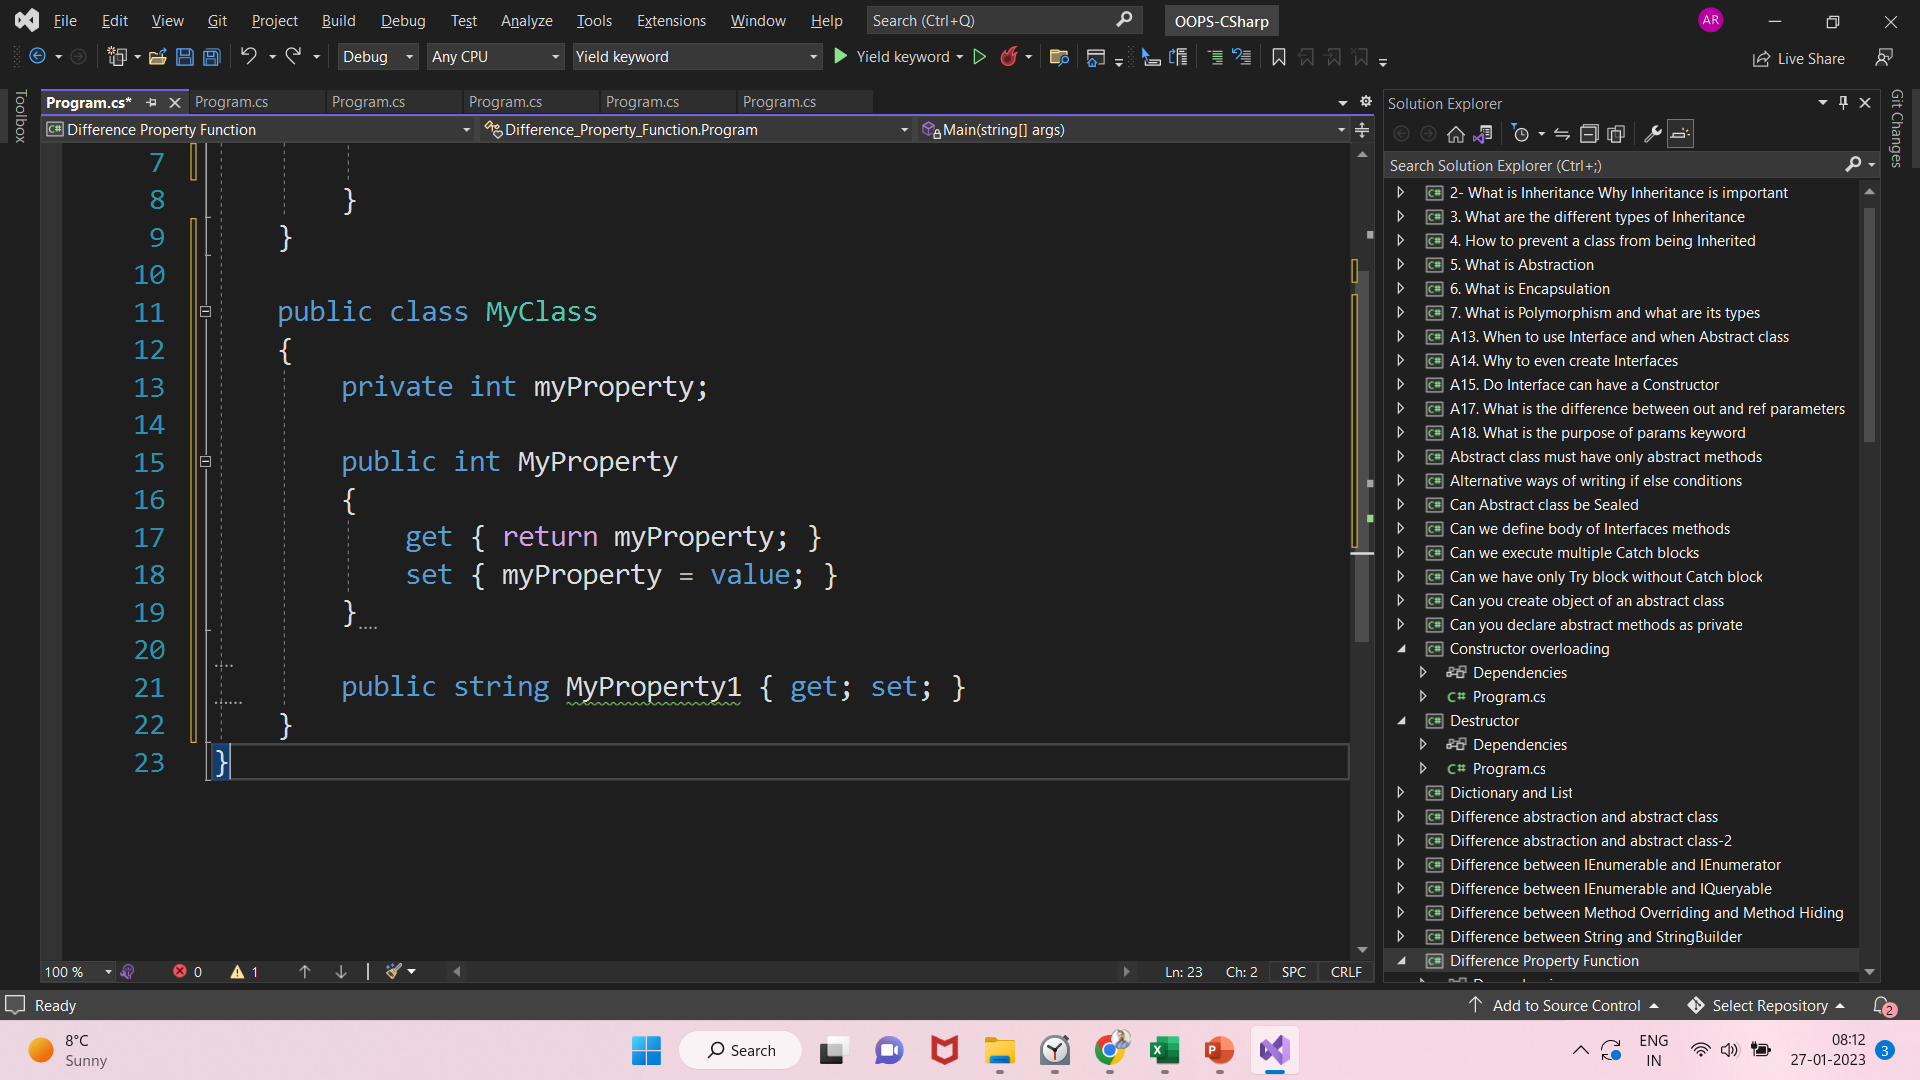 File Edit View Git Project Build Debug Test Analyze Tools Extensions Window Help Search (Ctrl+Q) OOPS-CSharp AR
Debug Any CPU Yield keyword Yield keyword Live Share
Toolbox
Program.cs* Program.cs Program.cs Program.cs Program.cs Program.cs
C# Difference Property Function Difference_Property_Function.Program Main(string[] args)
7
8 }
9 }
10
11 public class MyClass
12 {
13 private int myProperty;
14
15 public int MyProperty
16 {
17 get { return myProperty; }
18 set { myProperty = value; }
19 }
20
21 public string MyProperty1 { get; set; }
22 }
23 }
100 % 0 1 Ln: 23 Ch: 2 SPC CRLF
Solution Explorer
Git Changes
Search Solution Explorer (Ctrl+;)
C# 2- What is Inheritance Why Inheritance is important
C# 3. What are the different types of Inheritance
C# 4. How to prevent a class from being Inherited
C# 5. What is Abstraction
C# 6. What is Encapsulation
C# 7. What is Polymorphism and what are its types
C# A13. When to use Interface and when Abstract class
C# A14. Why to even create Interfaces
C# A15. Do Interface can have a Constructor
C# A17. What is the difference between out and ref parameters
C# A18. What is the purpose of params keyword
C# Abstract class must have only abstract methods
C# Alternative ways of writing if else conditions
C# Can Abstract class be Sealed
C# Can we define body of Interfaces methods
C# Can we execute multiple Catch blocks
C# Can we have only Try block without Catch block
C# Can you create object of an abstract class
C# Can you declare abstract methods as private
C# Constructor overloading
Dependencies
C# Program.cs
C# Destructor
Dependencies
C# Program.cs
C# Dictionary and List
C# Difference abstraction and abstract class
C# Difference abstraction and abstract class-2
C# Difference between IEnumerable and IEnumerator
C# Difference between IEnumerable and IQueryable
C# Difference between Method Overriding and Method Hiding
C# Difference between String and StringBuilder
C# Difference Property Function
Ready Add to Source Control Select Repository 2
8°C
Sunny
Search
ENG
IN
08:12
27-01-2023
3